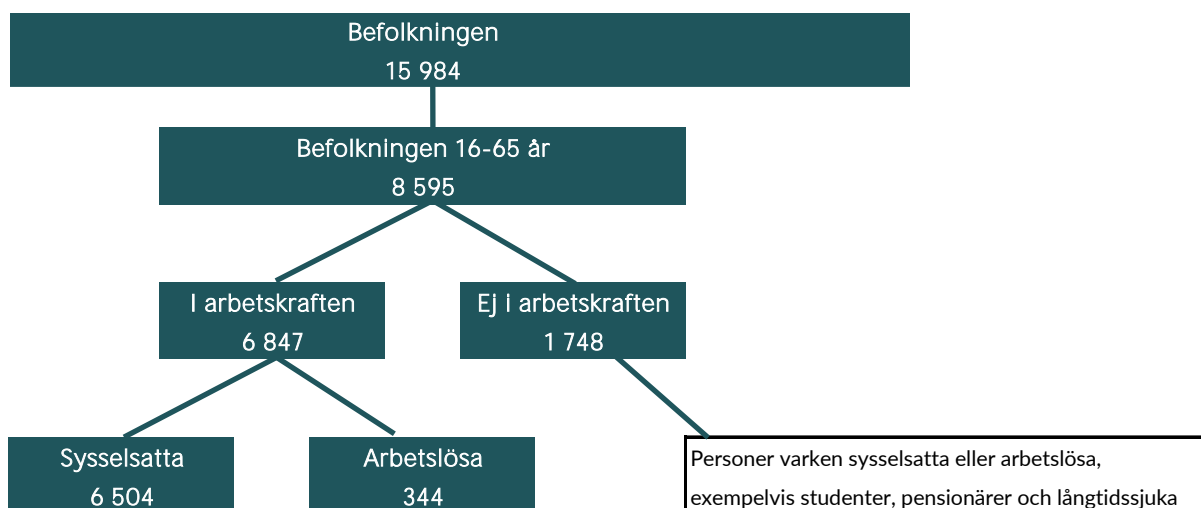 Befolkningen
15 984
Befolkningen 16-65 år
8 595
I arbetskraften
6 847
Ej i arbetskraften
1 748
Sysselsatta
6 504
Arbetslösa
344
Personer varken sysselsatta eller arbetslösa,
exempelvis studenter, pensionärer och långtidssjuka